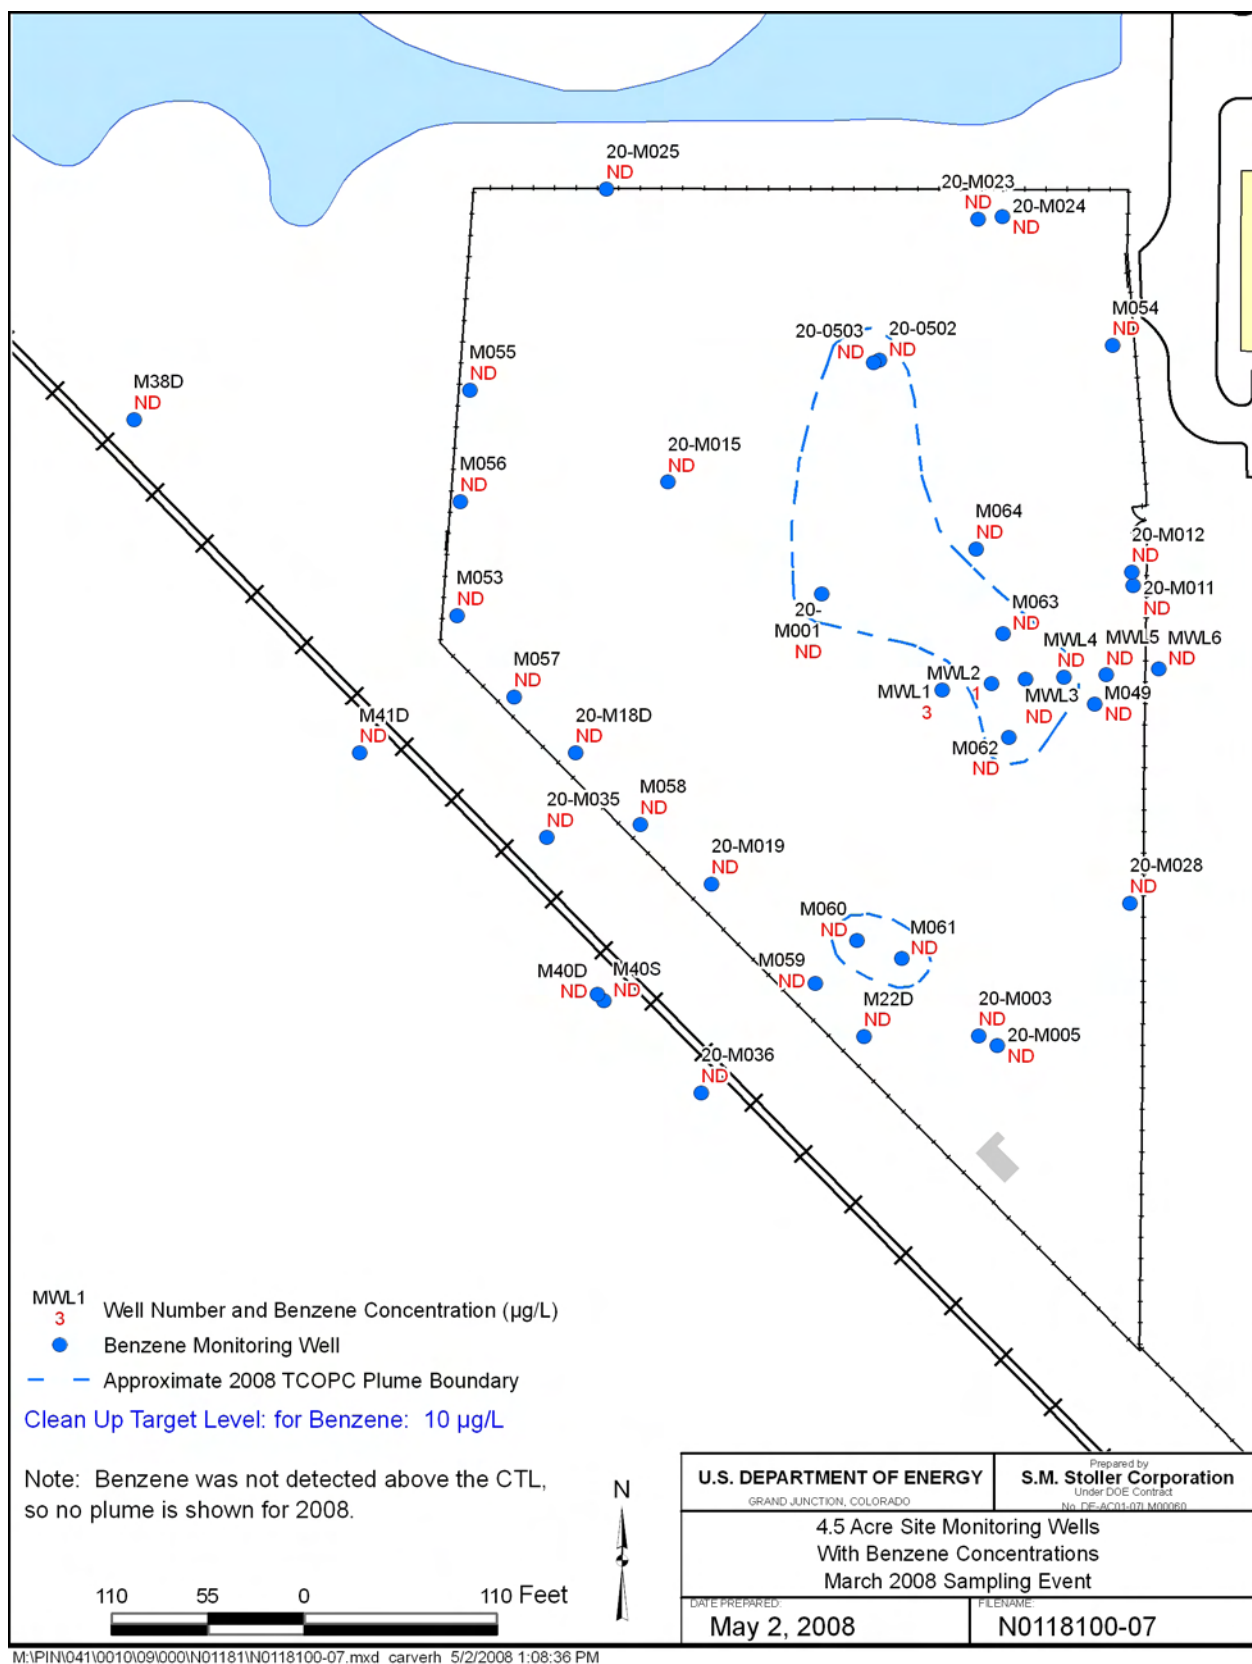 20-M025
ND
20-M023
ND
20-M024
ND
M054
ND
20-0503
ND
20-0502
ND
M055
ND
M38D
ND
20-M015
ND
M056
ND
M064
ND
20-M012
ND
20-M011
ND
M053
ND
20-
M001
ND
M063
ND
MWL4
ND
MWL5
ND
MWL6
ND
M057
ND
MWL2
1
MWL1
3
MWL3
ND
M049
ND
M41D
ND
20-M18D
ND
M062
ND
20-M035
ND
M058
ND
20-M019
ND
20-M028
ND
M060
ND
M061
ND
M059
ND
M40D
ND
M40S
ND
M22D
ND
20-M003
ND
20-M005
ND
20-M036
ND
MWL1
3
Well Number and Benzene Concentration (µg/L)
Benzene Monitoring Well
Approximate 2008 TCOPC Plume Boundary
Clean Up Target Level: for Benzene: 10 µg/L
Note: Benzene was not detected above the CTL,
so no plume is shown for 2008.
N
110 55 0 110 Feet
U.S. DEPARTMENT OF ENERGY
GRAND JUNCTION, COLORADO
Prepared by
S.M. Stoller Corporation
Under DOE Contract
No. DE-AC01-07LM00060
4.5 Acre Site Monitoring Wells
With Benzene Concentrations
March 2008 Sampling Event
DATE PREPARED:
May 2, 2008
FILENAME:
N0118100-07
M:\PIN\041\0010\09\000\N01181\N0118100-07.mxd carverh 5/2/2008 1:08:36 PM